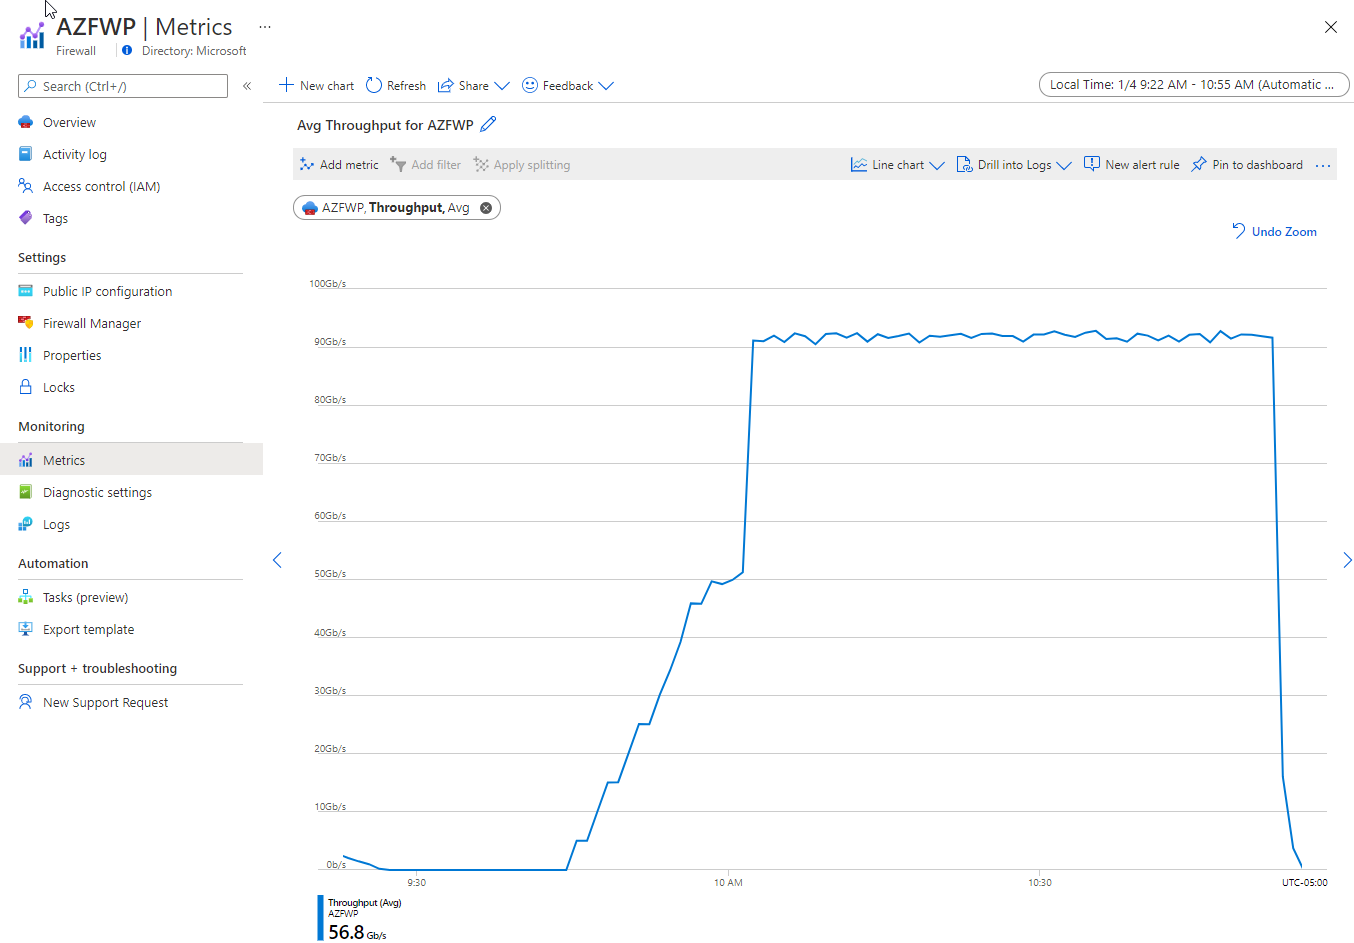 AZFWP | Metrics ...
Firewall Directory: Microsoft
Search (Ctrl+/) «
Overview
Activity log
Access control (IAM)
Tags
Settings
Public IP configuration
Firewall Manager
Properties
Locks
Monitoring
Metrics
Diagnostic settings
Logs
Automation
Tasks (preview)
Export template
Support + troubleshooting
New Support Request
New chart Refresh Share Feedback
Local Time: 1/4 9:22 AM - 10:55 AM (Automatic ...
Avg Throughput for AZFWP
Add metric Add filter Apply splitting Line chart Drill into Logs New alert rule Pin to dashboard ...
AZFWP, Throughput, Avg
Undo Zoom
100Gb/s
90Gb/s
80Gb/s
70Gb/s
60Gb/s
50Gb/s
40Gb/s
30Gb/s
20Gb/s
10Gb/s
0b/s
9:30 10 AM 10:30 UTC-05:00
Throughput (Avg)
AZFWP
56.8 Gb/s